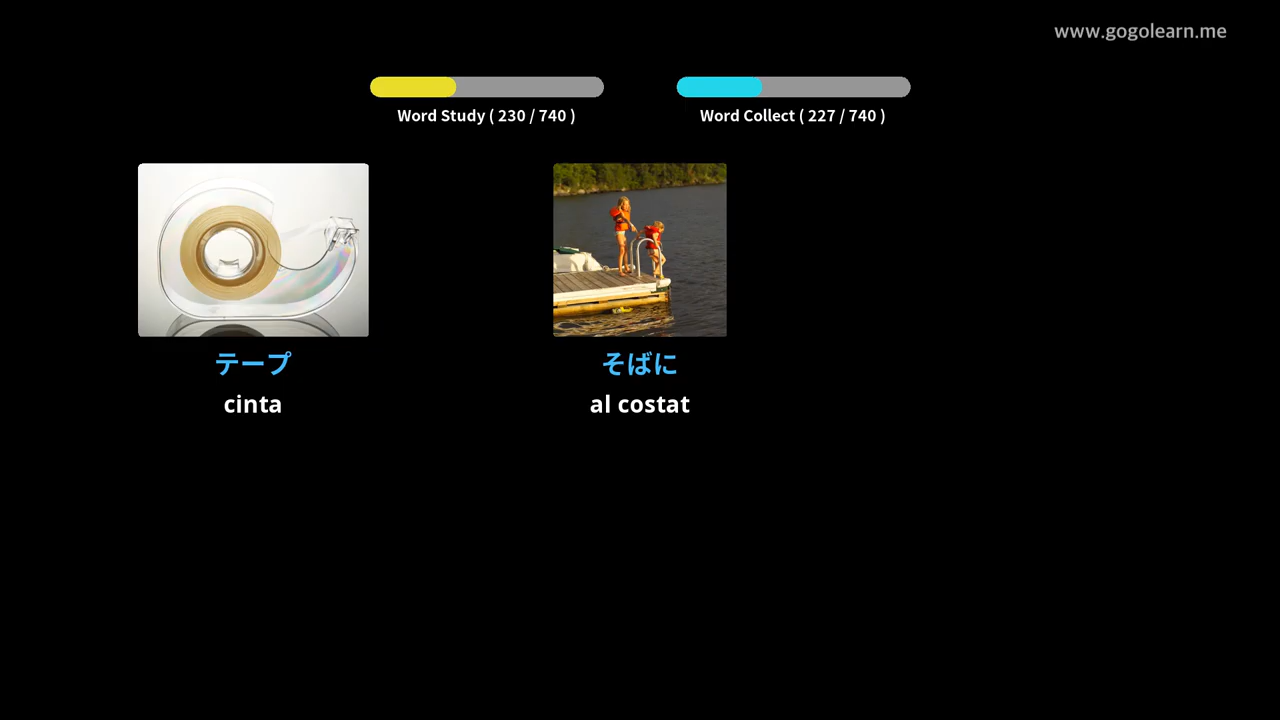 www.gogolearn.me
Word Study ( 230 / 740 )
Word Collect ( 227 / 740 )
テープ
cinta
そばに
al costat